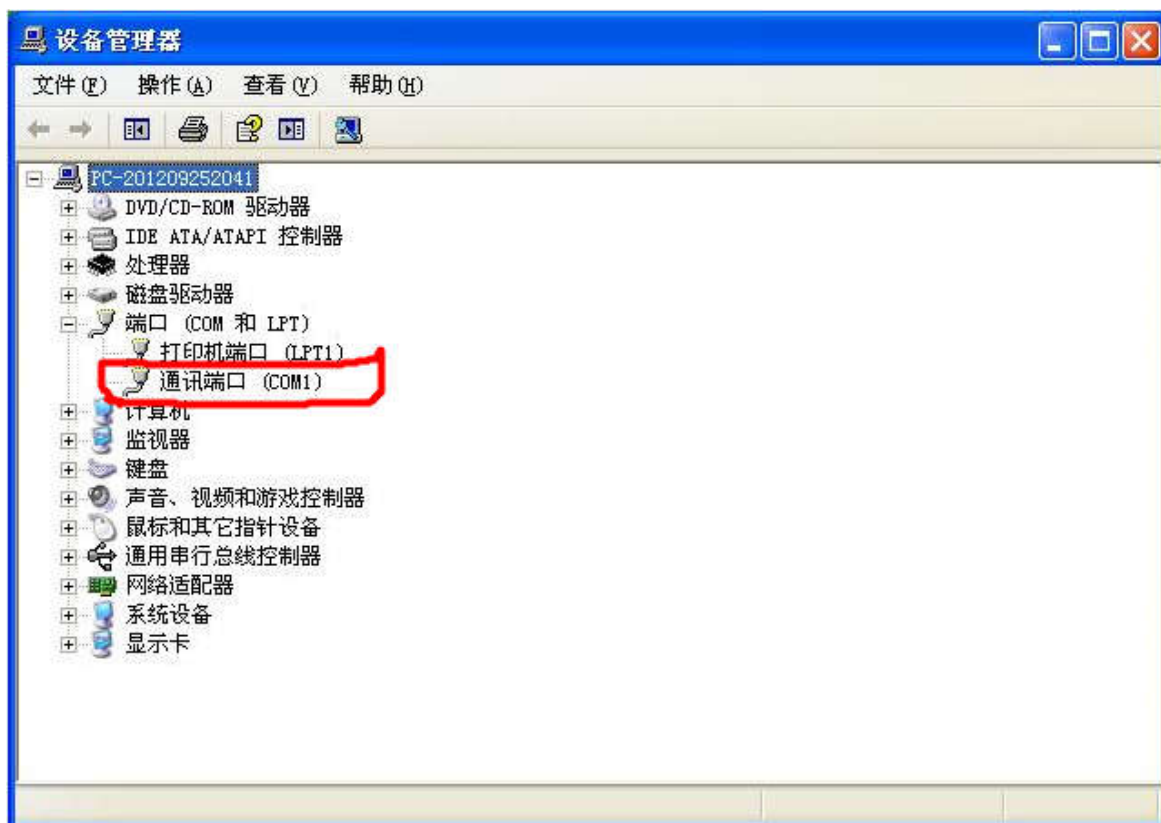 设备管理器
文件(F) 操作(A) 查看(V) 帮助(H)
PC-201209252041
DVD/CD-ROM 驱动器
IDE ATA/ATAPI 控制器
处理器
磁盘驱动器
端口 (COM 和 LPT)
打印机端口 (LPT1)
通讯端口 (COM1)
计算机
监视器
键盘
声音、视频和游戏控制器
鼠标和其它指针设备
通用串行总线控制器
网络适配器
系统设备
显示卡